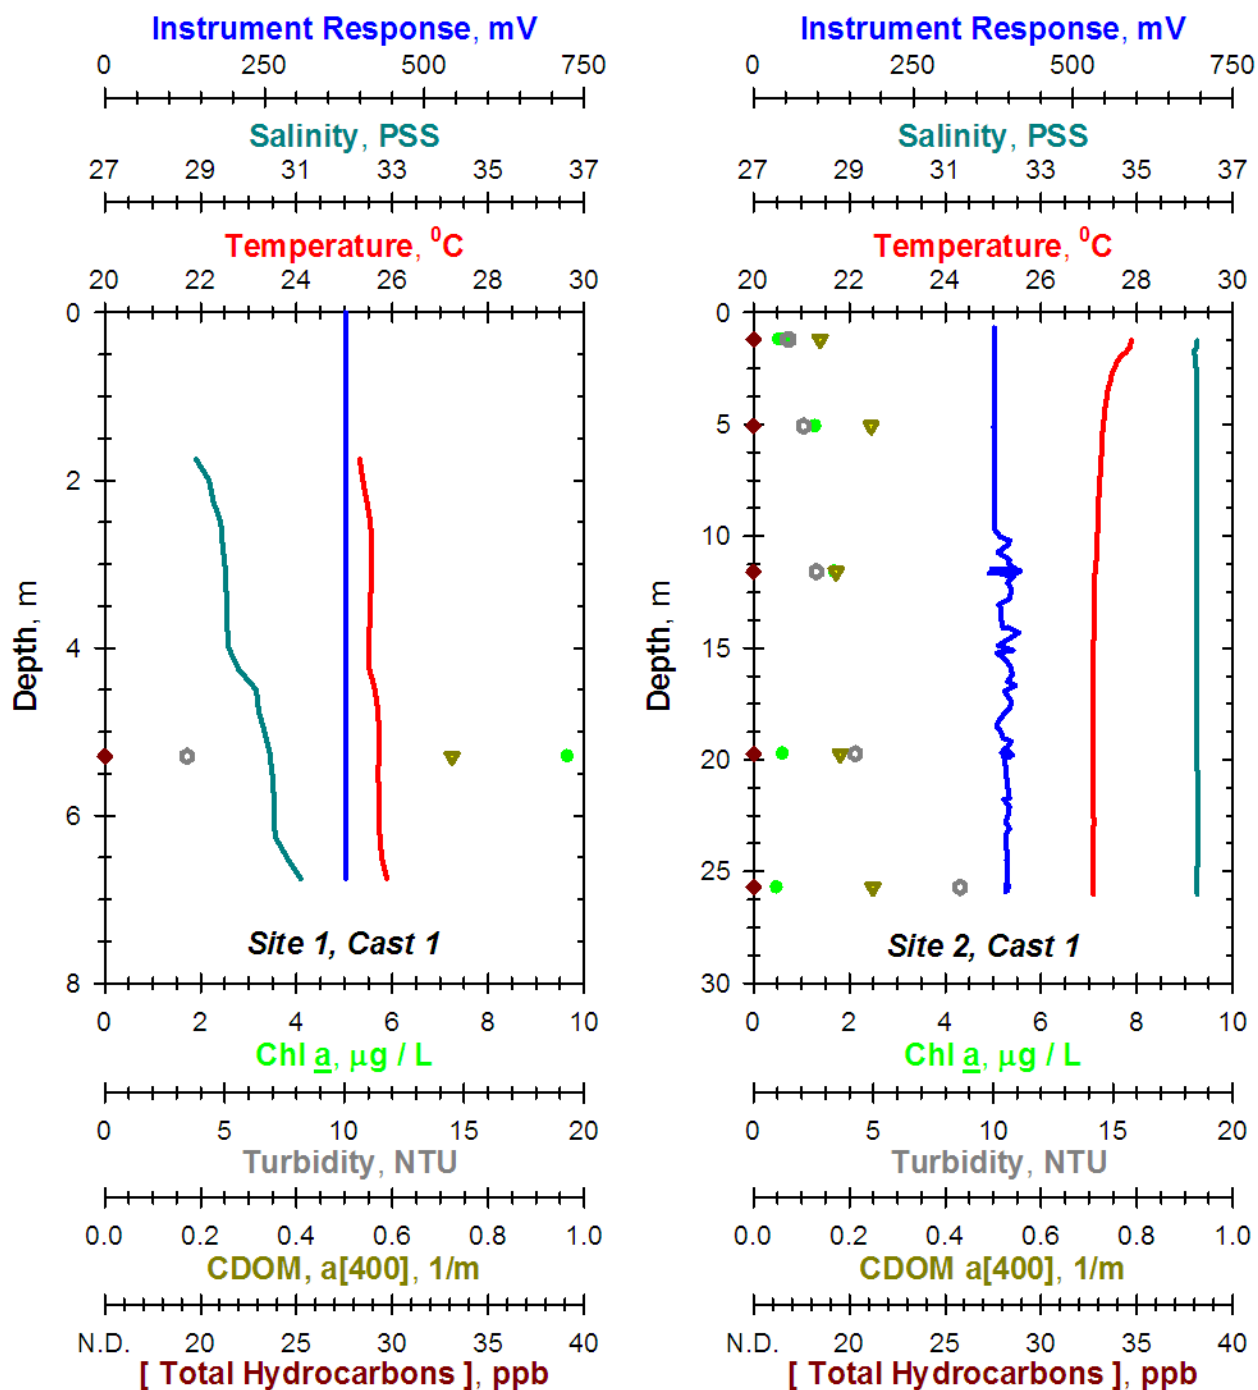 Instrument Response, mV
0 250 500 750
Salinity, PSS
27 29 31 33 35 37
Temperature, ⁰C
20 22 24 26 28 30
0
2
4
6
8
Depth, m
Site 1, Cast 1
0 2 4 6 8 10
Chl a, μg / L
0 5 10 15 20
Turbidity, NTU
0.0 0.2 0.4 0.6 0.8 1.0
CDOM, a[400], 1/m
N.D. 20 25 30 35 40
[ Total Hydrocarbons ], ppb
Instrument Response, mV
0 250 500 750
Salinity, PSS
27 29 31 33 35 37
Temperature, ⁰C
20 22 24 26 28 30
0
5
10
15
20
25
30
Depth, m
Site 2, Cast 1
0 2 4 6 8 10
Chl a, μg / L
0 5 10 15 20
Turbidity, NTU
0.0 0.2 0.4 0.6 0.8 1.0
CDOM a[400], 1/m
N.D. 20 25 30 35 40
[ Total Hydrocarbons ], ppb